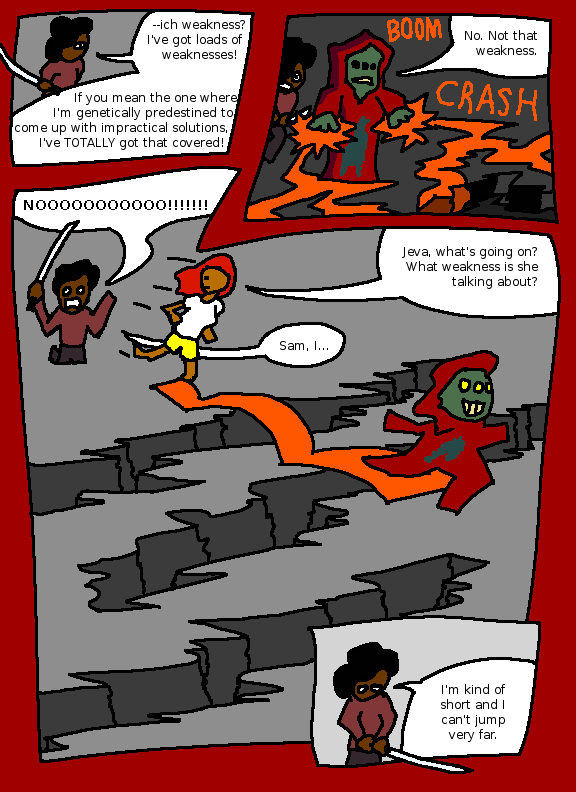 --ich weakness?
I've got loads of
weaknesses!
If you mean the one where
I'm genetically predestined to
come up with impractical solutions,
I've TOTALLY got that covered!
BOOM
No. Not that
weakness.
CRASH
NOOOOOOOOOOO!!!!!!!
Jeva, what's going on?
What weakness is she
talking about?
Sam, I...
I'm kind of
short and I
can't jump
very far.